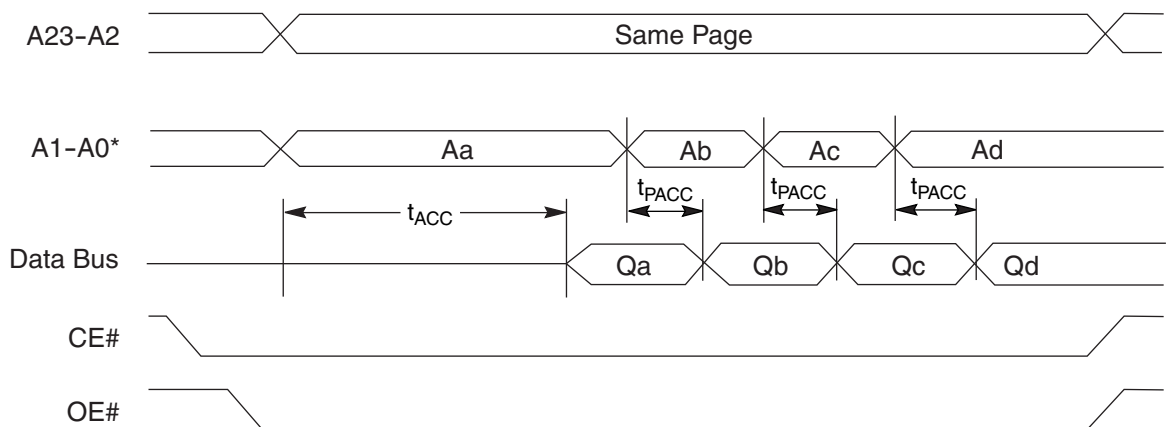 A23–A2
Same Page
A1–A0*
Aa
Ab
Ac
Ad
tACC
tPACC
tPACC
tPACC
Data Bus
Qa
Qb
Qc
Qd
CE#
OE#